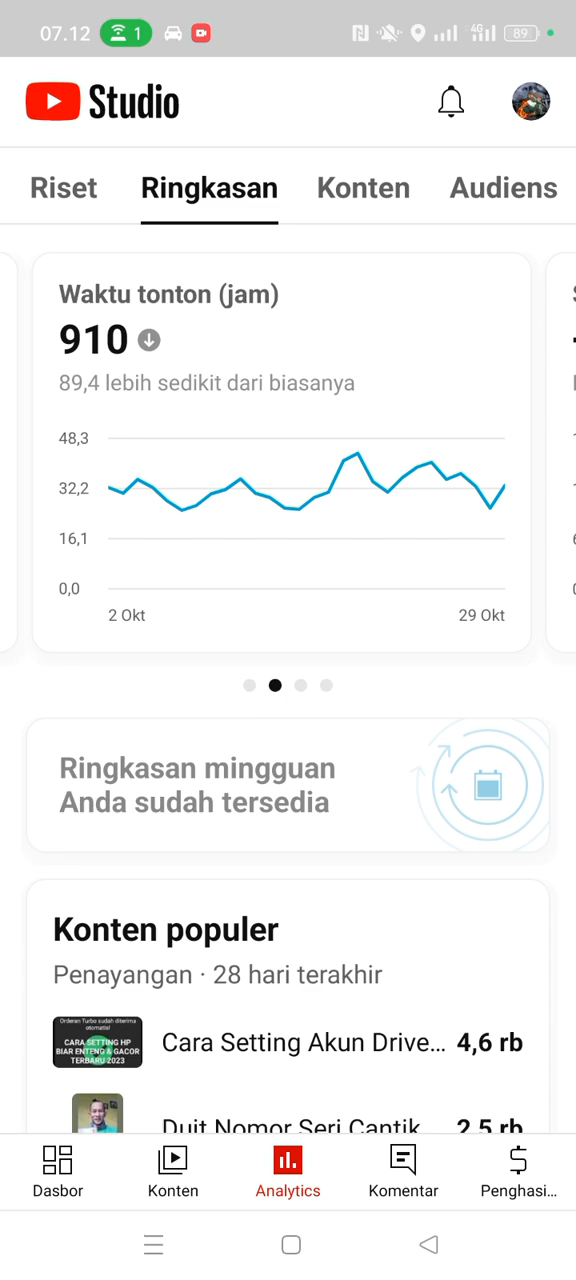 07.12
1
4G
89
Studio
Riset
Ringkasan
Konten
Audiens
Waktu tonton (jam)
910
89,4 lebih sedikit dari biasanya
48,3
32,2
16,1
0,0
2 Okt
29 Okt
Ringkasan mingguan
Anda sudah tersedia
Konten populer
Penayangan · 28 hari terakhir
Orderan Turbo sudah diterima
otomatis!
CARA SETTING HP
BIAR ENTENG & GACOR
TERBARU 2023
Cara Setting Akun Drive... 4,6 rb
Duit Nomor Seri Cantik 2,5 rb
Dasbor
Konten
Analytics
Komentar
Penghasi...